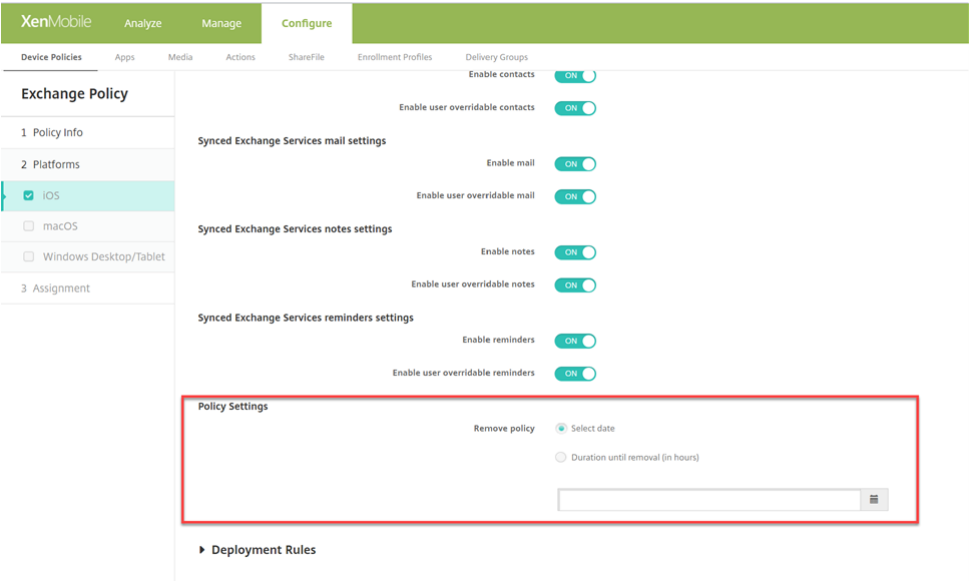 XenMobile Analyze Manage Configure
Device Policies Apps Media Actions ShareFile Enrollment Profiles Delivery Groups
Exchange Policy
1 Policy Info
2 Platforms
iOS
macOS
Windows Desktop/Tablet
3 Assignment
Enable contacts ON
Enable user overridable contacts ON
Synced Exchange Services mail settings
Enable mail ON
Enable user overridable mail ON
Synced Exchange Services notes settings
Enable notes ON
Enable user overridable notes ON
Synced Exchange Services reminders settings
Enable reminders ON
Enable user overridable reminders ON
Policy Settings
Remove policy Select date
Duration until removal (in hours)
Deployment Rules